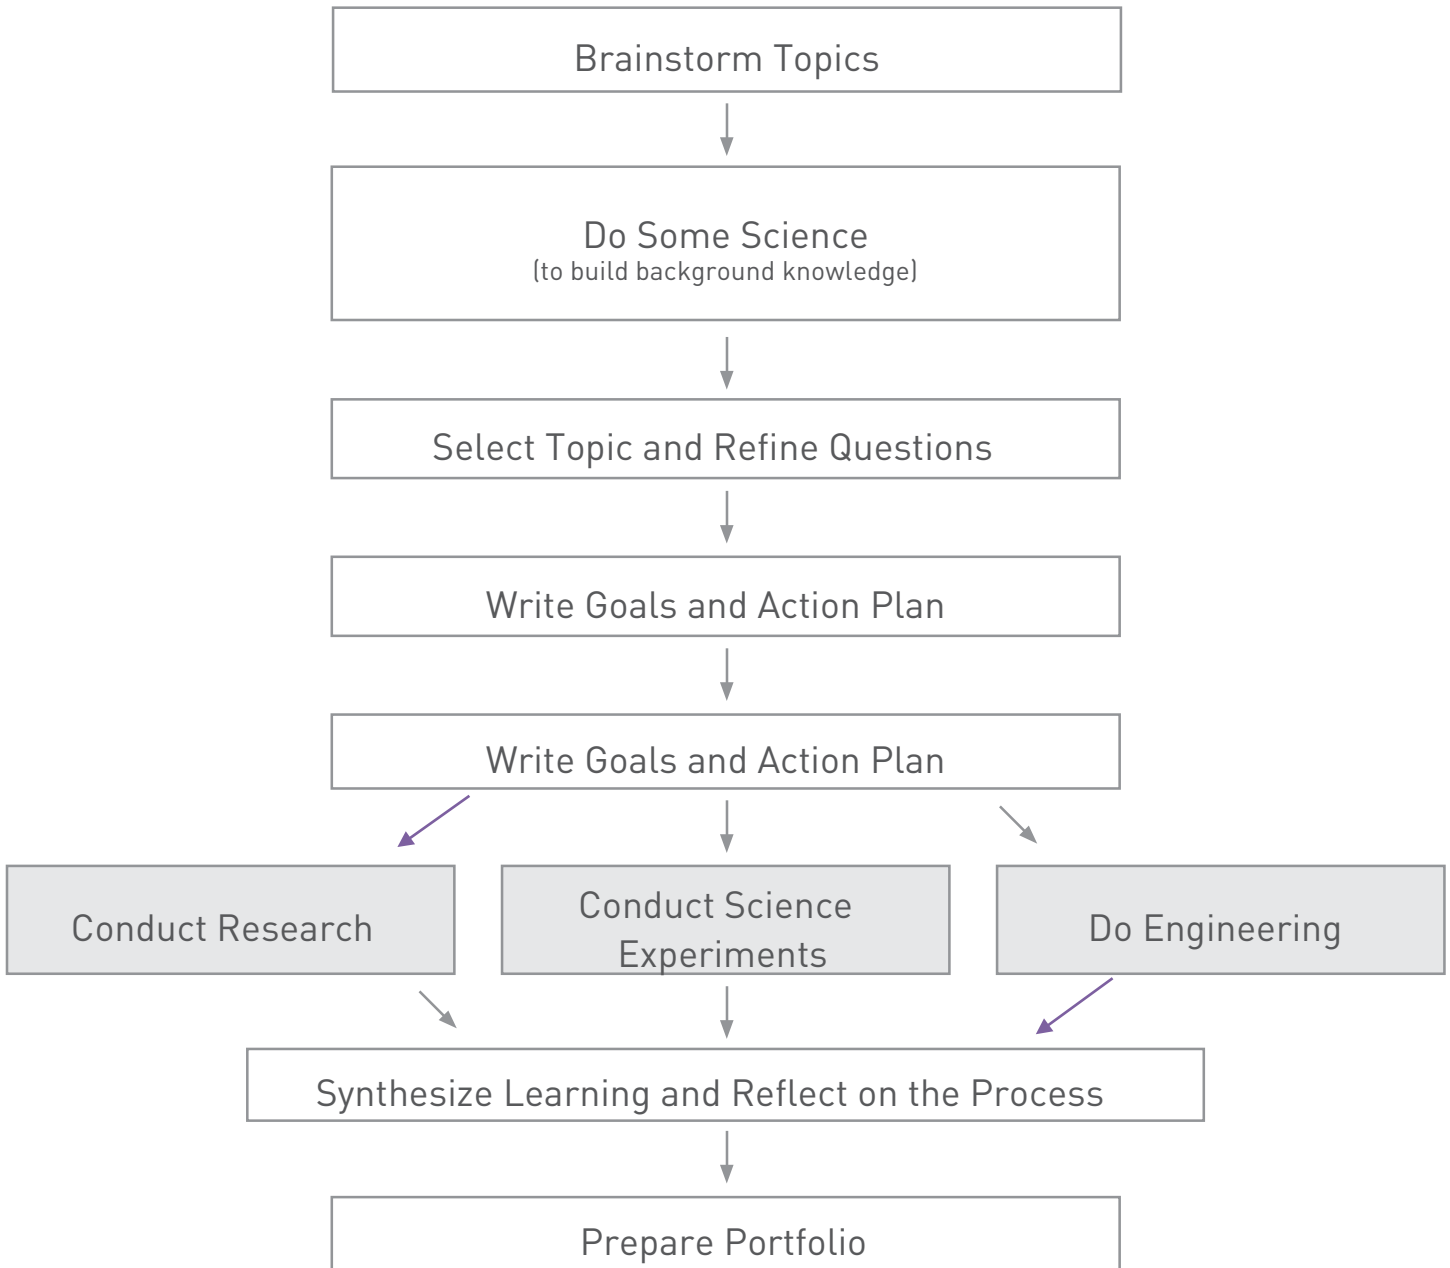 Brainstorm Topics
Do Some Science
(to build background knowledge)
Select Topic and Refine Questions
Write Goals and Action Plan
Write Goals and Action Plan
Conduct Research
Conduct Science
Experiments
Do Engineering
Synthesize Learning and Reflect on the Process
Prepare Portfolio